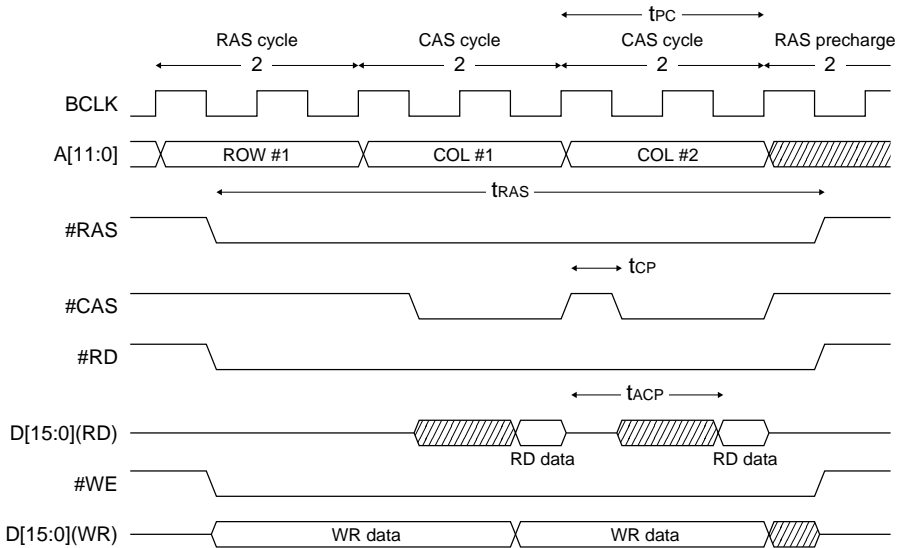 tPC
RAS cycle CAS cycle CAS cycle RAS precharge
2 2 2 2
BCLK
A[11:0] ROW #1 COL #1 COL #2
tRAS
#RAS
tCP
#CAS
#RD
tACP
D[15:0](RD)
RD data RD data
#WE
D[15:0](WR) WR data WR data